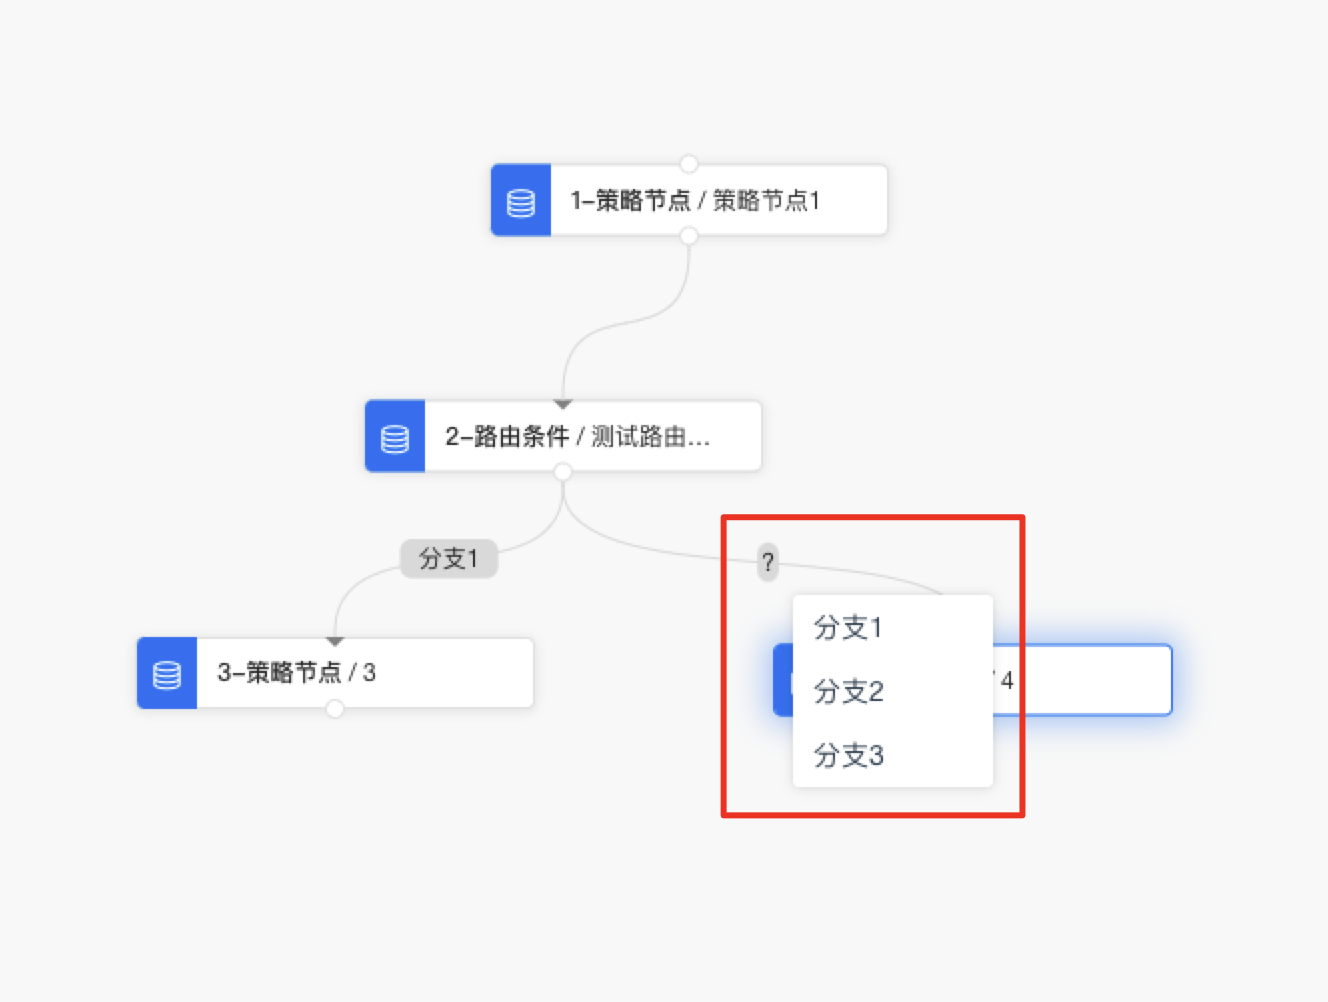 1-策略节点 / 策略节点1
2-路由条件 / 测试路由...
分支1
?
3-策略节点 / 3
/ 4
分支1
分支2
分支3